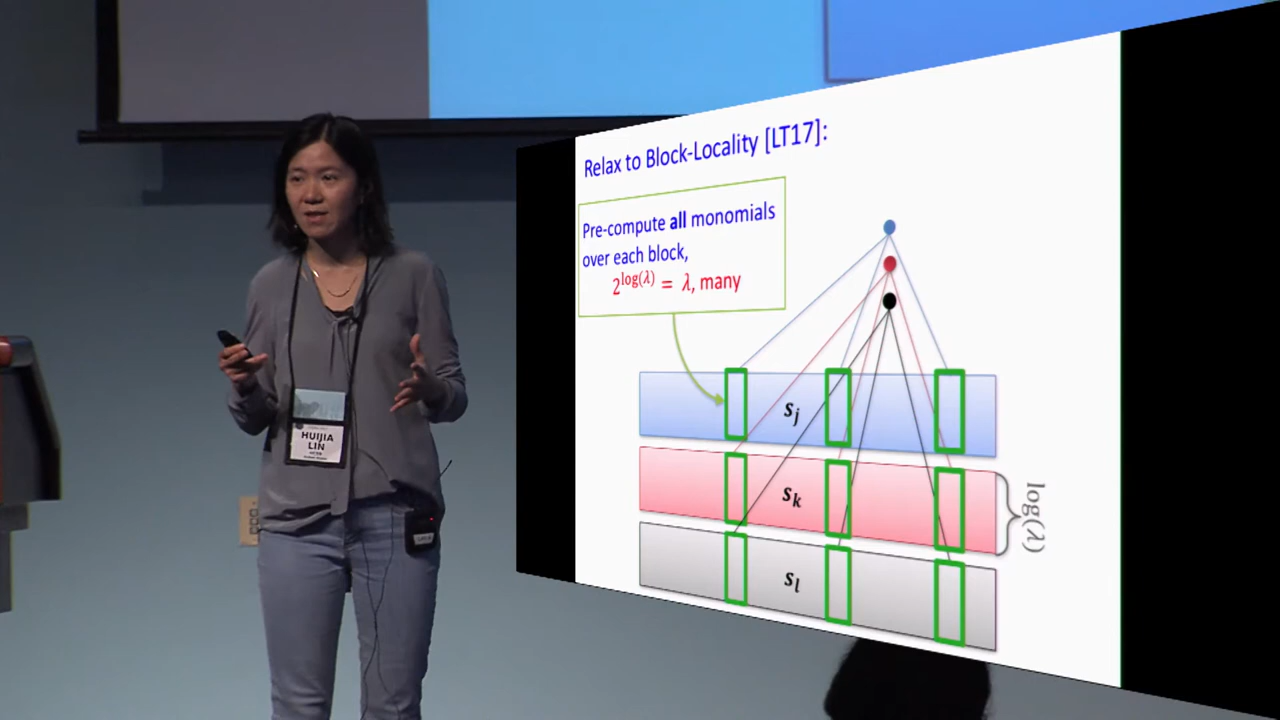 Relax to Block-Locality [LT17]:
Pre-compute all monomials
over each block,
2^log(λ) = λ, many
s_j
s_k
s_l
log(λ)
HUIJIA
LIN